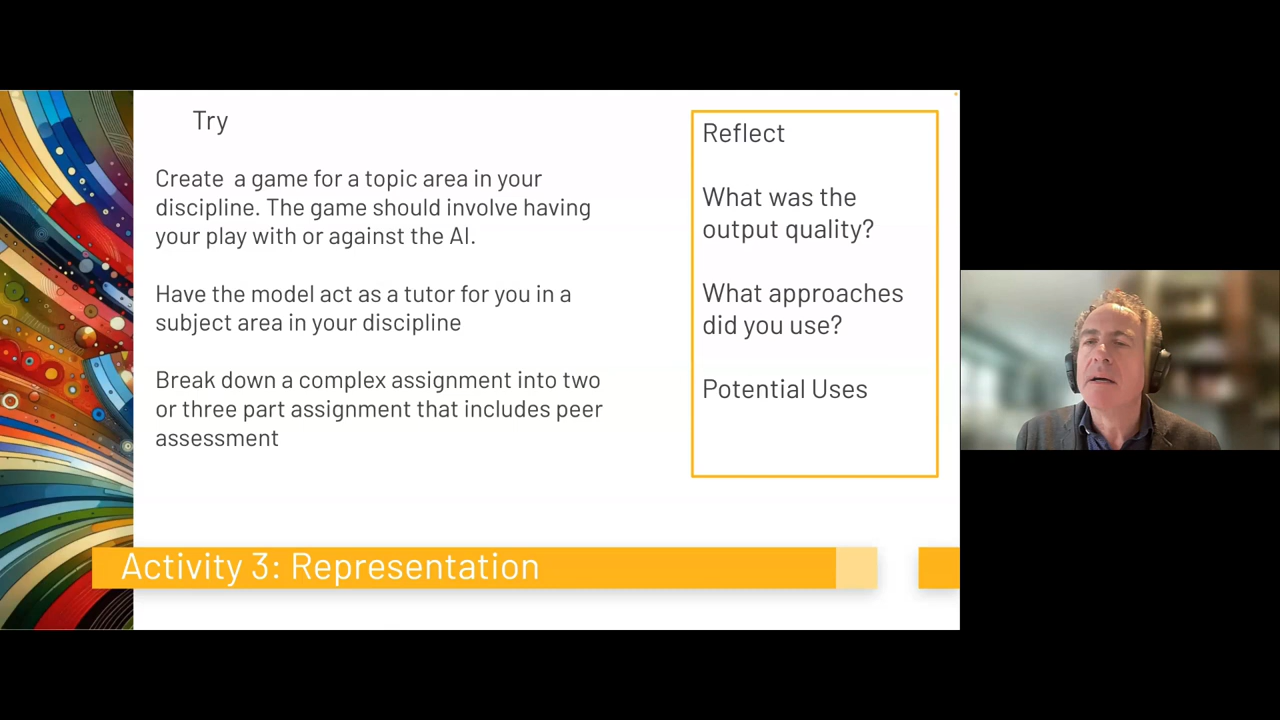 Try
Create  a game for a topic area in your
discipline. The game should involve having
your play with or against the AI.
Have the model act as a tutor for you in a
subject area in your discipline
Break down a complex assignment into two
or three part assignment that includes peer
assessment
Reflect
What was the
output quality?
What approaches
did you use?
Potential Uses
Activity 3: Representation